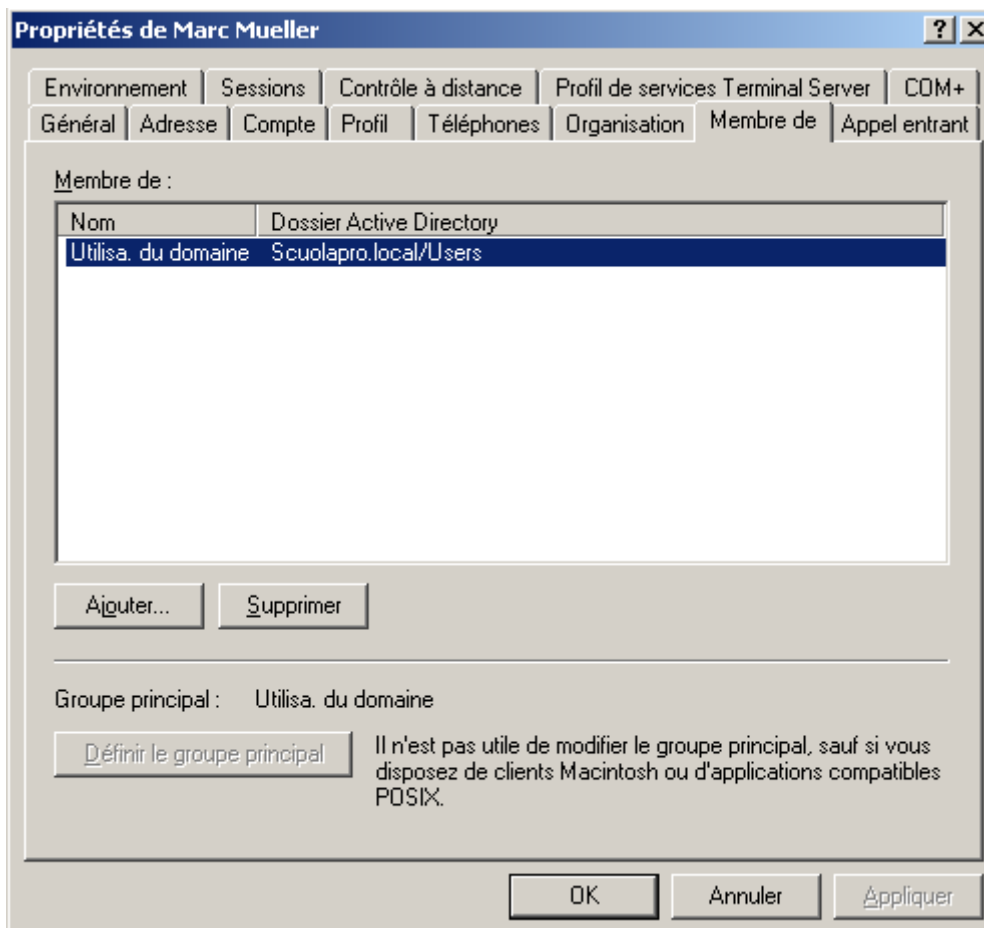 Propriétés de Marc Mueller
Environnement Sessions Contrôle à distance Profil de services Terminal Server COM+
Général Adresse Compte Profil Téléphones Organisation Membre de Appel entrant
Membre de :
Nom Dossier Active Directory
Utilisa. du domaine Scuolapro.local/Users
Ajouter... Supprimer
Groupe principal : Utilisa. du domaine
Définir le groupe principal
Il n'est pas utile de modifier le groupe principal, sauf si vous
disposez de clients Macintosh ou d'applications compatibles
POSIX.
OK Annuler Appliquer